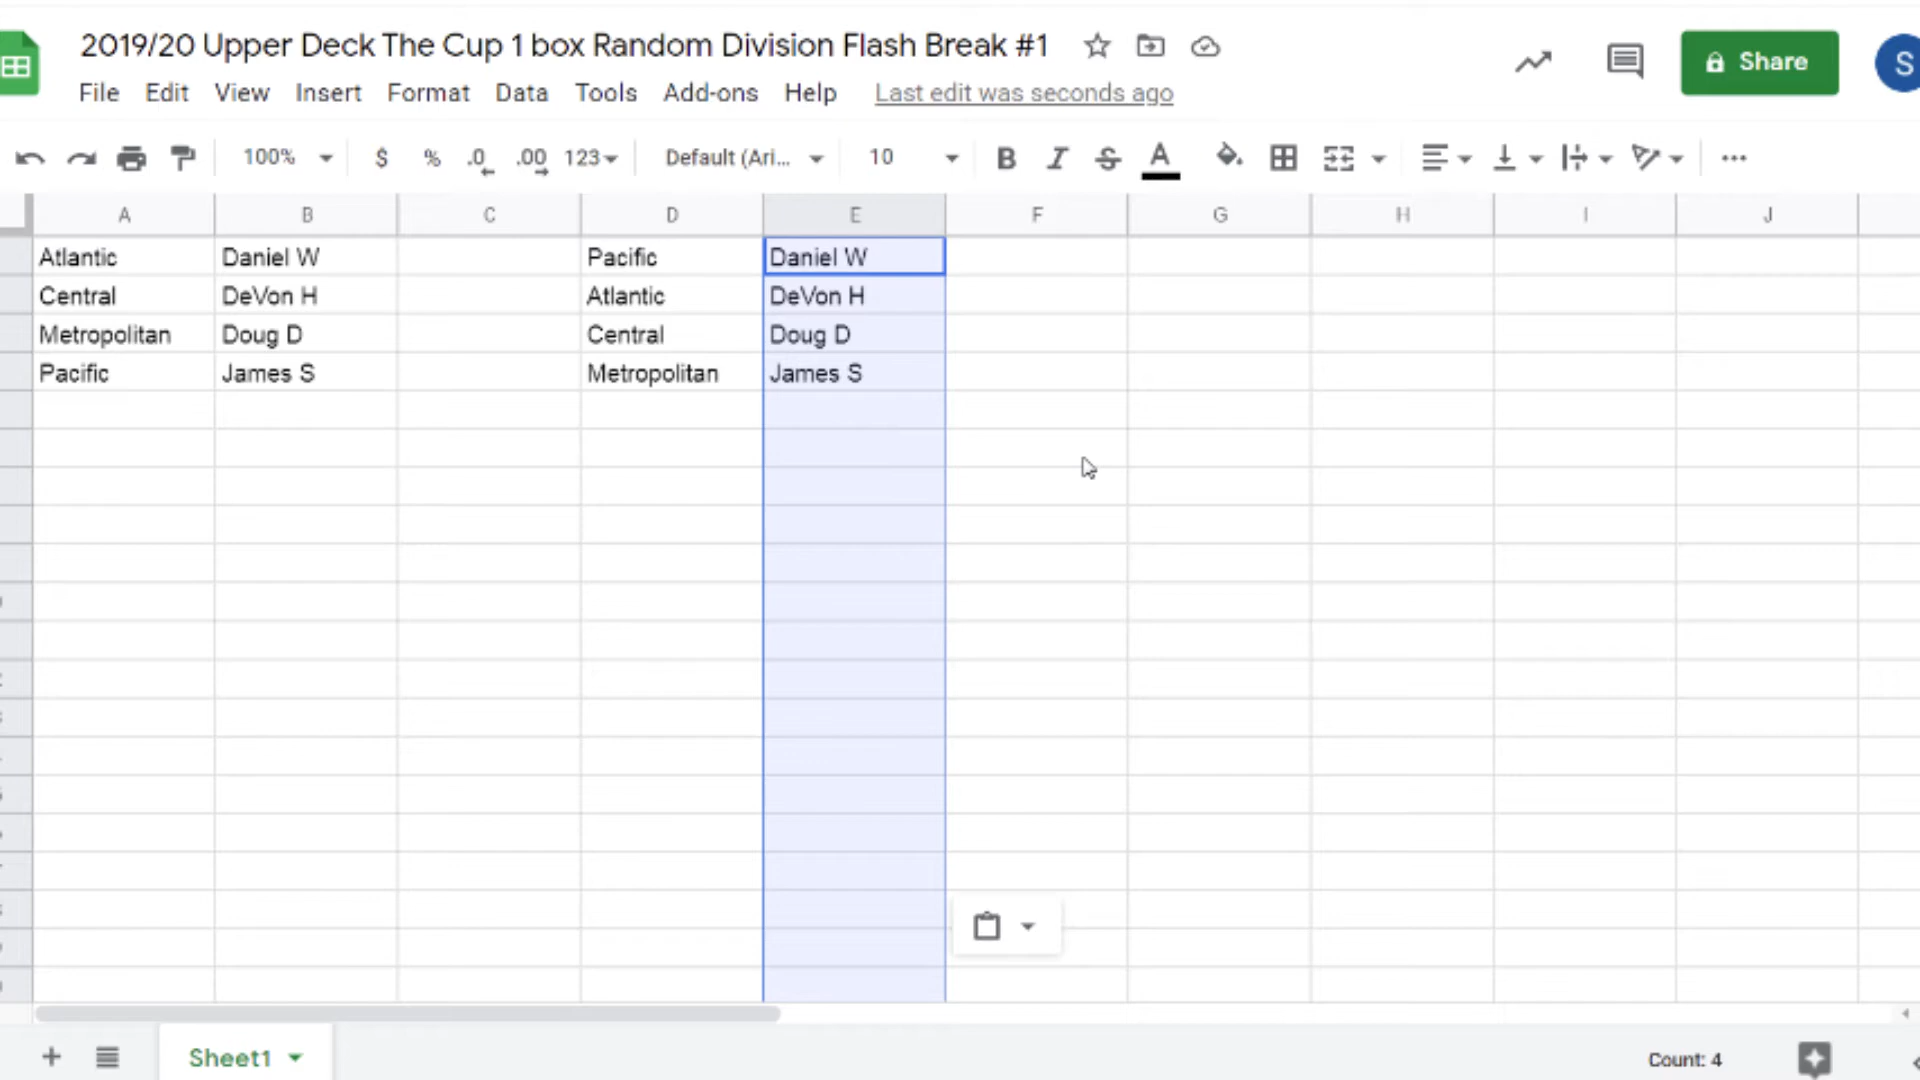 2019/20 Upper Deck The Cup 1 box Random Division Flash Break #1
Share
S
File Edit View Insert Format Data Tools Add-ons Help Last edit was seconds ago
100% $ % .0 .00 123 Default (Ari... 10 B I S A
A B C D E F G H I J
Atlantic Daniel W Pacific Daniel W
Central DeVon H Atlantic DeVon H
Metropolitan Doug D Central Doug D
Pacific James S Metropolitan James S
Sheet1
Count: 4